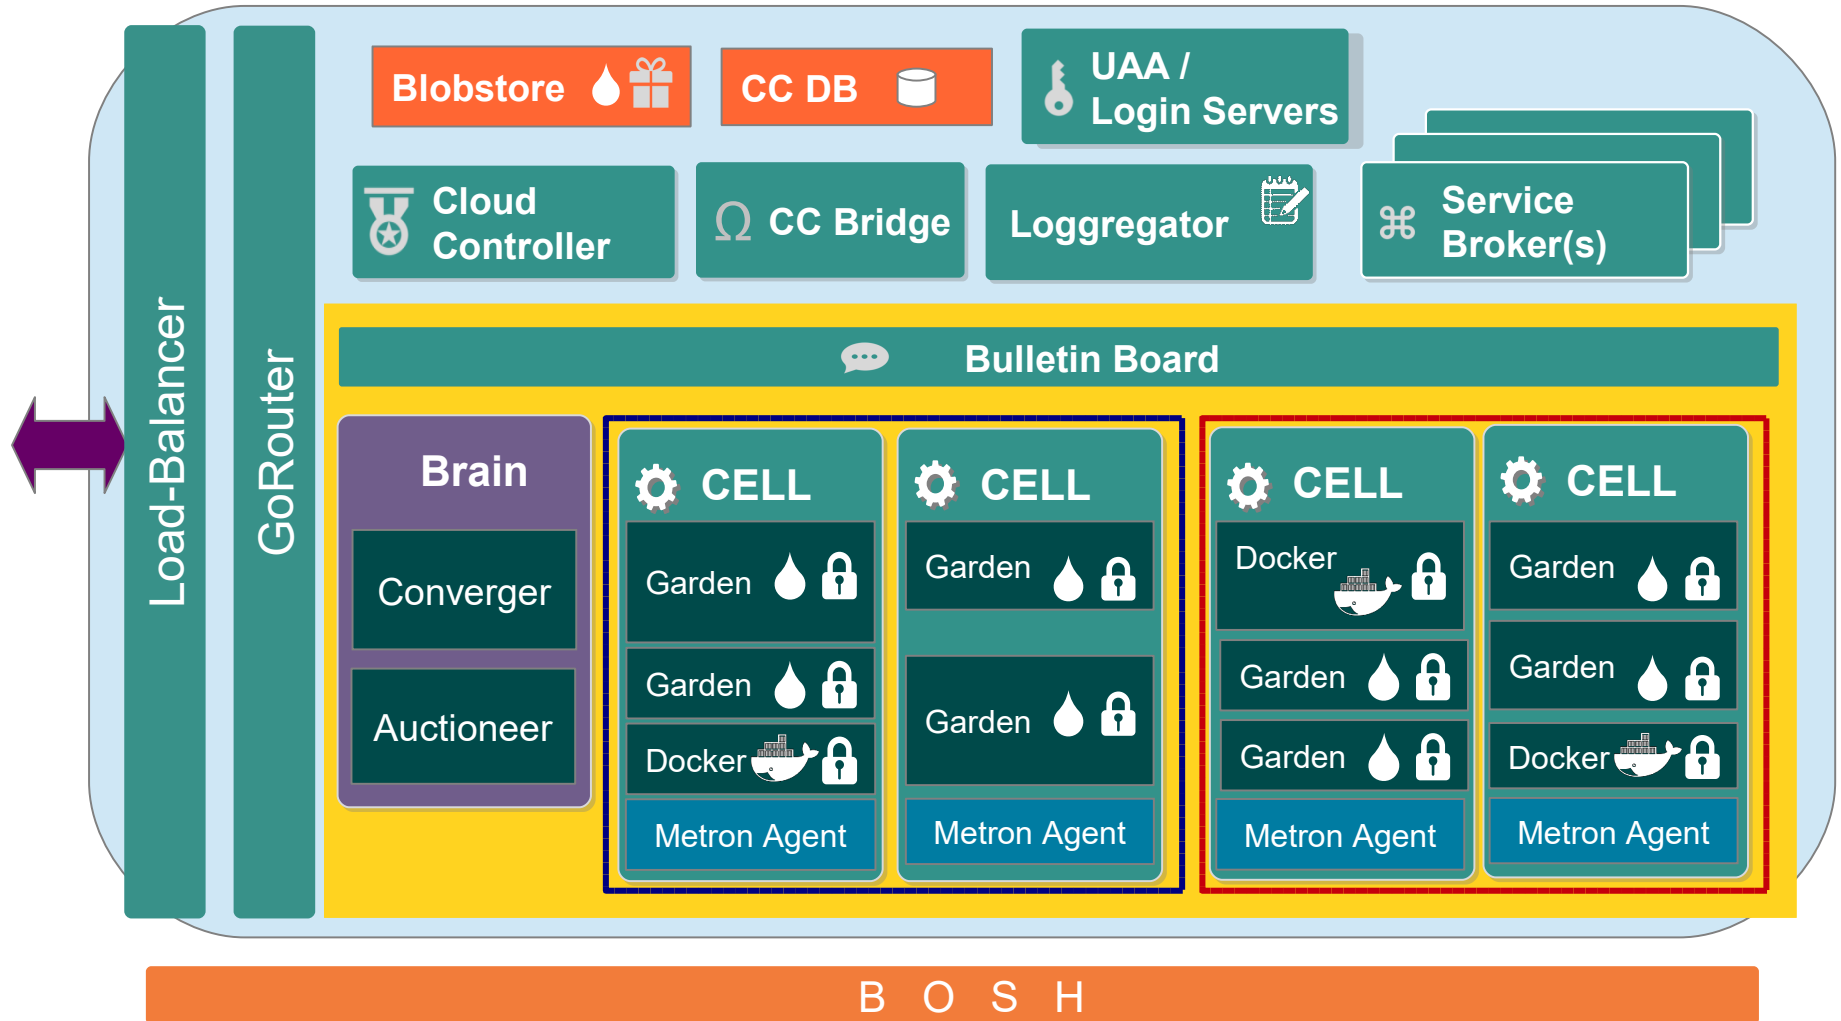 Load-Balancer
GoRouter
Blobstore
CC DB
UAA /
Login Servers
Cloud
Controller
Ω CC Bridge
Loggregator
⌘ Service
Broker(s)
Bulletin Board
Brain
Converger
Auctioneer
CELL
Garden
Garden
Docker
Metron Agent
CELL
Garden
Garden
Metron Agent
CELL
Docker
Garden
Garden
Metron Agent
CELL
Garden
Garden
Docker
Metron Agent
B O S H